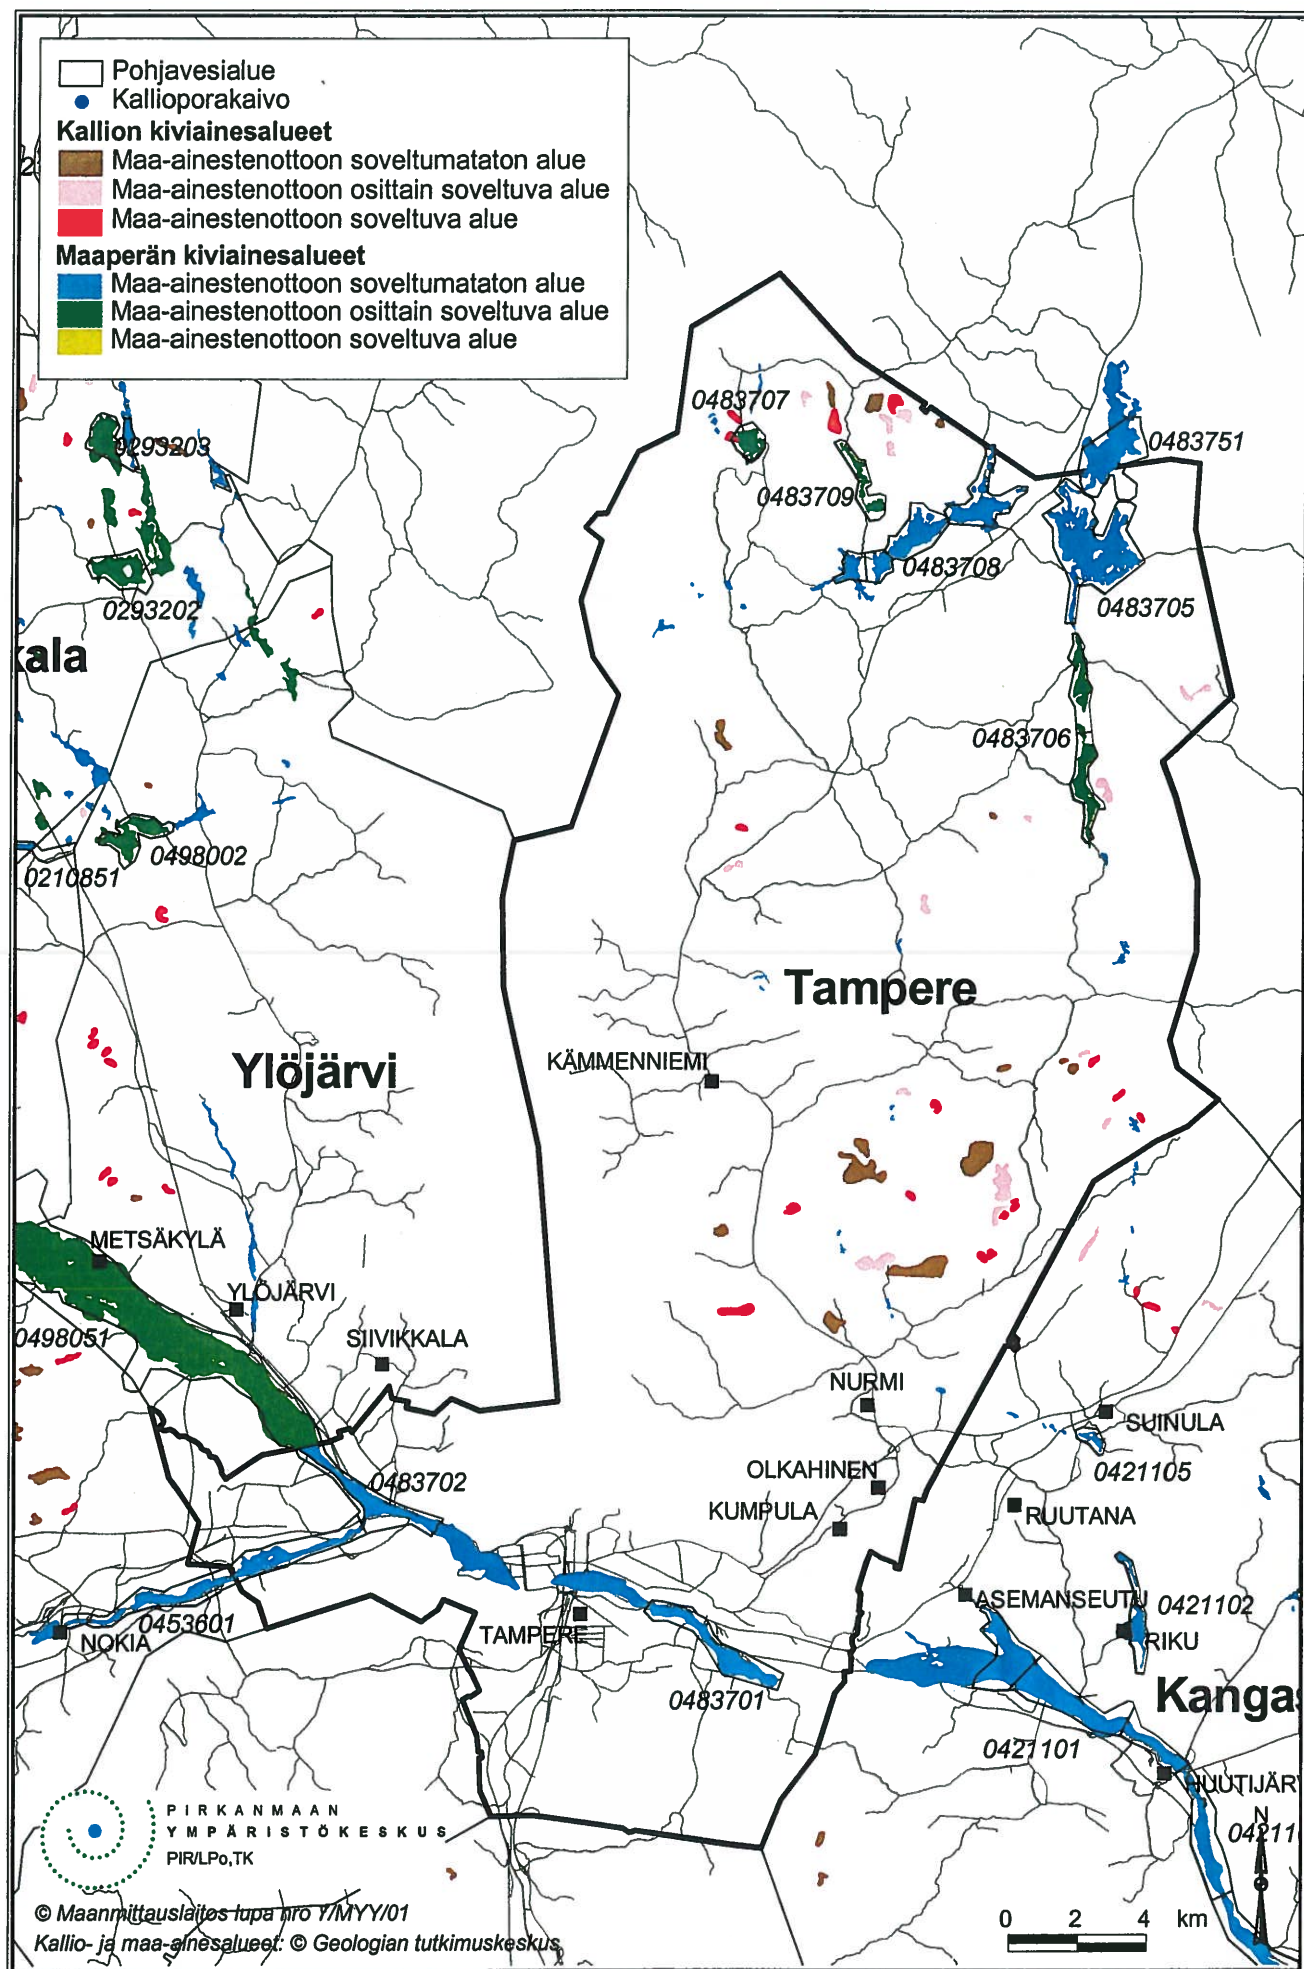 Pohjavesialue
Kallioporakaivo
Kallion kiviainesalueet
Maa-ainestenottoon soveltumataton alue
Maa-ainestenottoon osittain soveltuva alue
Maa-ainestenottoon soveltuva alue
Maaperän kiviainesalueet
Maa-ainestenottoon soveltumataton alue
Maa-ainestenottoon osittain soveltuva alue
Maa-ainestenottoon soveltuva alue
0483707
0293203
0483751
0483709
0483708
0293202
0483705
kala
0483706
0498002
0210851
Tampere
KÄMMENNIEMI
Ylöjärvi
METSÄKYLÄ
YLÖJÄRVI
0498051
SIIVIKKALA
NURMI
SUINULA
0421105
OLKAHINEN
0483702
KUMPULA
RUUTANA
ASEMANSEUTU
0421102
0453601
NOKIA
TAMPERE
RIKU
0483701
Kangas
0421101
HUUTIJÄRV
N
04211
PIRKANMAAN
YMPÄRISTÖKESKUS
PIR/LPo,TK
© Maanmittauslaitos lupa nro 7/MYY/01
Kallio- ja maa-ainesalueet: © Geologian tutkimuskeskus
0 2 4 km